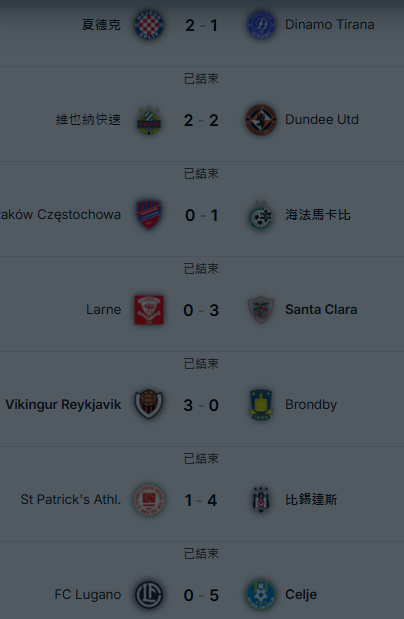 夏德克 2 - 1 Dinamo Tirana
已結束
維也納快速 2 - 2 Dundee Utd
已結束
aków Częstochowa 0 - 1 海法馬卡比
已結束
Larne 0 - 3 Santa Clara
已結束
Vikingur Reykjavik 3 - 0 Brondby
已結束
St Patrick's Athl. 1 - 4 比錫達斯
已結束
FC Lugano 0 - 5 Celje